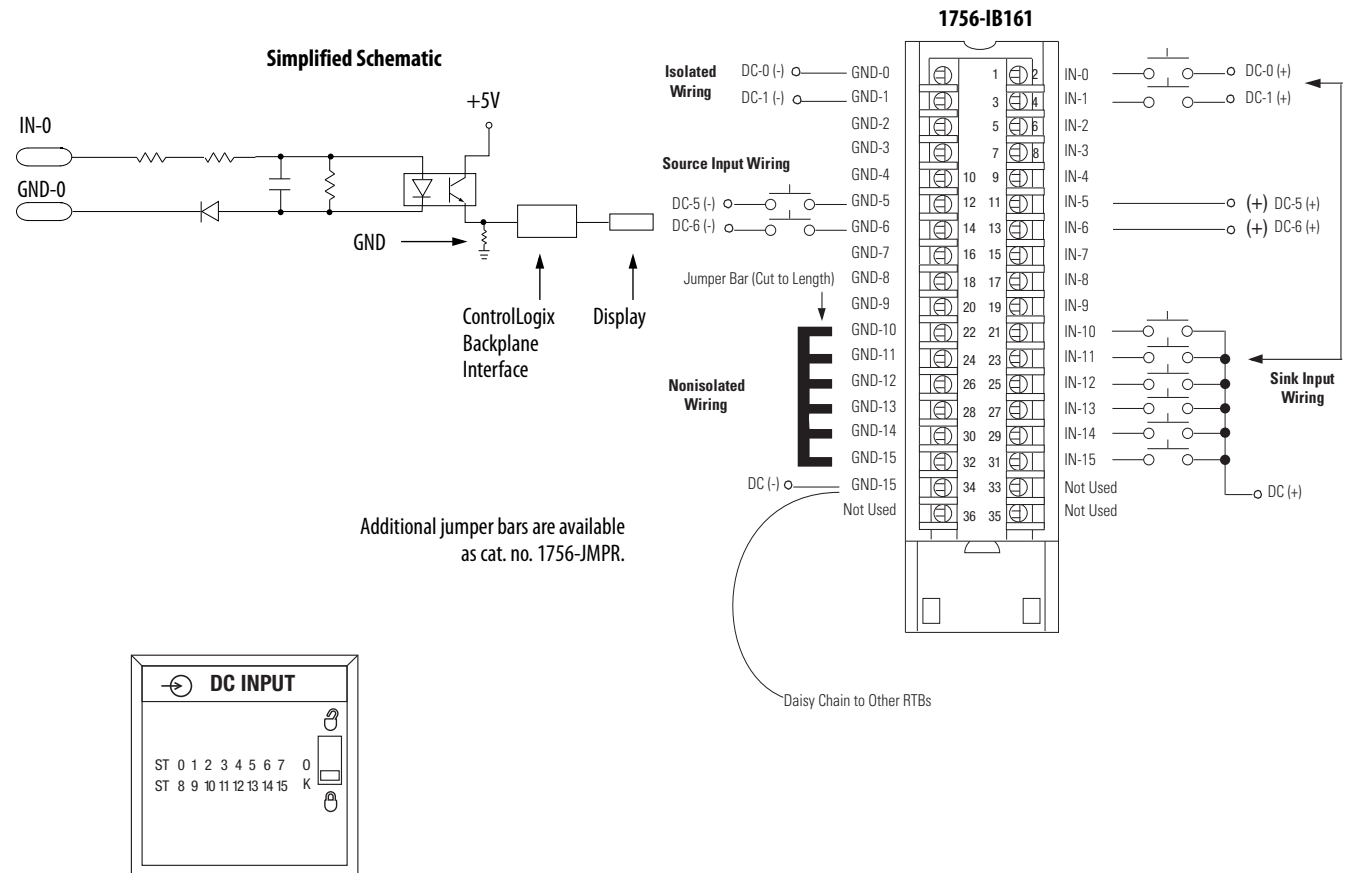 1756-IB161
Simplified Schematic
+5V
IN-0
GND-0
GND
ControlLogix
Backplane
Interface
Display
Additional jumper bars are available
as cat. no. 1756-JMPR.
Isolated
Wiring
Source Input Wiring
Jumper Bar (Cut to Length)
Nonisolated
Wiring
DC-0 (-) GND-0 1 2 IN-0 DC-0 (+)
DC-1 (-) GND-1 3 4 IN-1 DC-1 (+)
GND-2 5 6 IN-2
GND-3 7 8 IN-3
GND-4 10 9 IN-4
DC-5 (-) GND-5 12 11 IN-5 (+) DC-5 (+)
DC-6 (-) GND-6 14 13 IN-6 (+) DC-6 (+)
GND-7 16 15 IN-7
GND-8 18 17 IN-8
GND-9 20 19 IN-9
GND-10 22 21 IN-10
GND-11 24 23 IN-11
GND-12 26 25 IN-12
GND-13 28 27 IN-13
GND-14 30 29 IN-14
GND-15 32 31 IN-15
DC (-) GND-15 34 33 Not Used DC (+)
Not Used 36 35 Not Used
Sink Input
Wiring
Daisy Chain to Other RTBs
DC INPUT
ST 0 1 2 3 4 5 6 7 O
ST 8 9 10 11 12 13 14 15 K